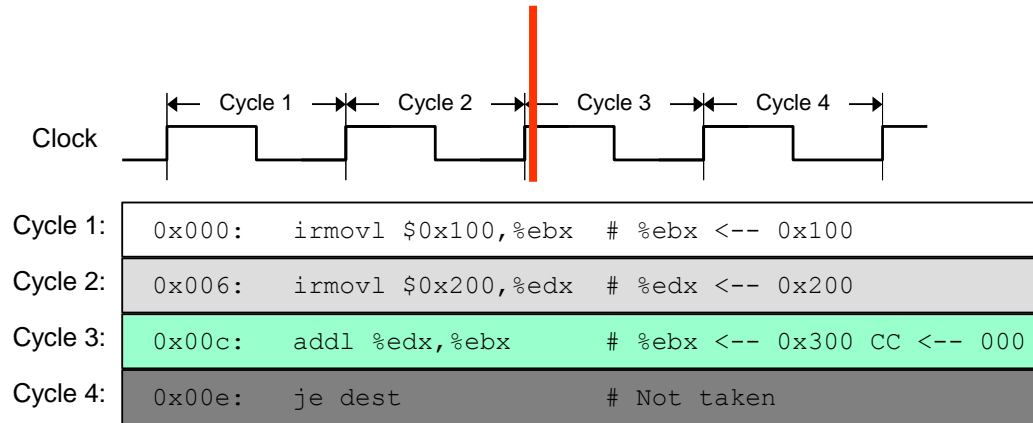 Cycle 1 Cycle 2 Cycle 3 Cycle 4
Clock
Cycle 1: 0x000: irmovl $0x100,%ebx # %ebx <-- 0x100
Cycle 2: 0x006: irmovl $0x200,%edx # %edx <-- 0x200
Cycle 3: 0x00c: addl %edx,%ebx # %ebx <-- 0x300 CC <-- 000
Cycle 4: 0x00e: je dest # Not taken